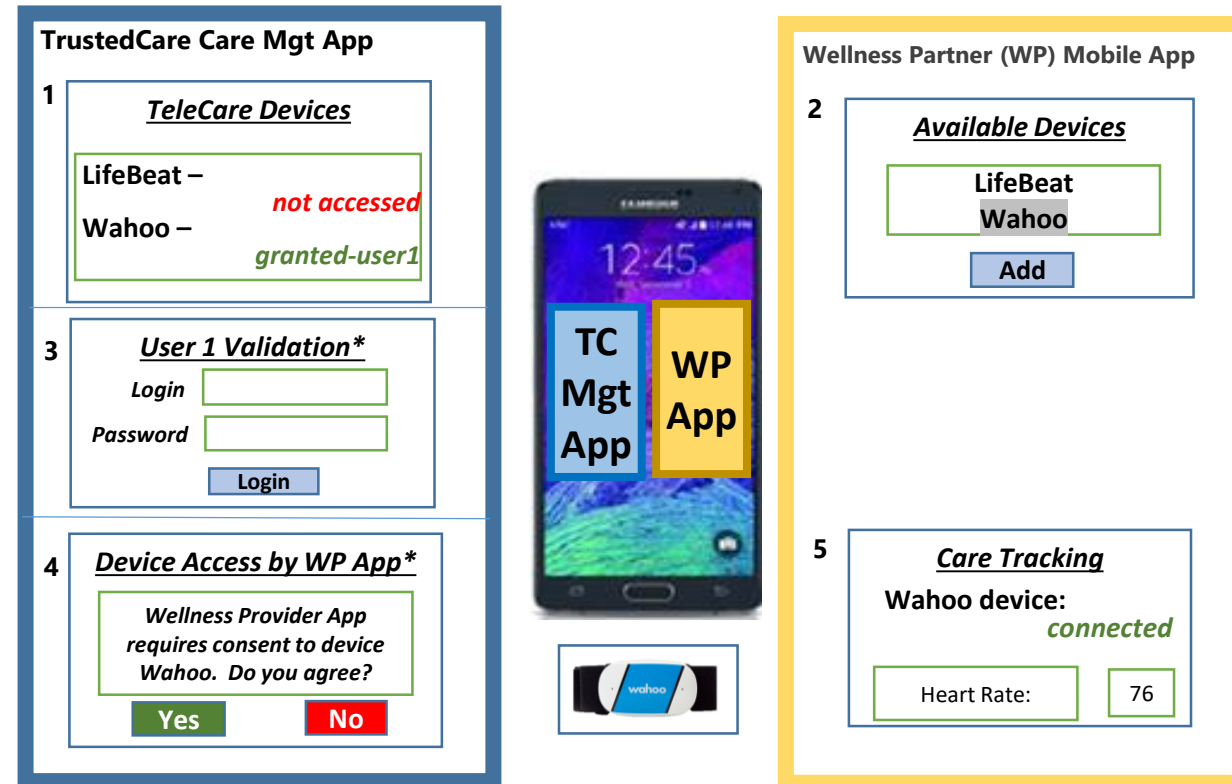 TrustedCare Care Mgt App
1
TeleCare Devices
LifeBeat –
not accessed
Wahoo –
granted-user1
3
User 1 Validation*
Login
Password
Login
4
Device Access by WP App*
Wellness Provider App
requires consent to device
Wahoo.  Do you agree?
Yes
No
SAMSUNG
12:45
TC
Mgt
App
WP
App
wahoo
Wellness Partner (WP) Mobile App
2
Available Devices
LifeBeat
Wahoo
Add
5
Care Tracking
Wahoo device:
connected
Heart Rate:
76